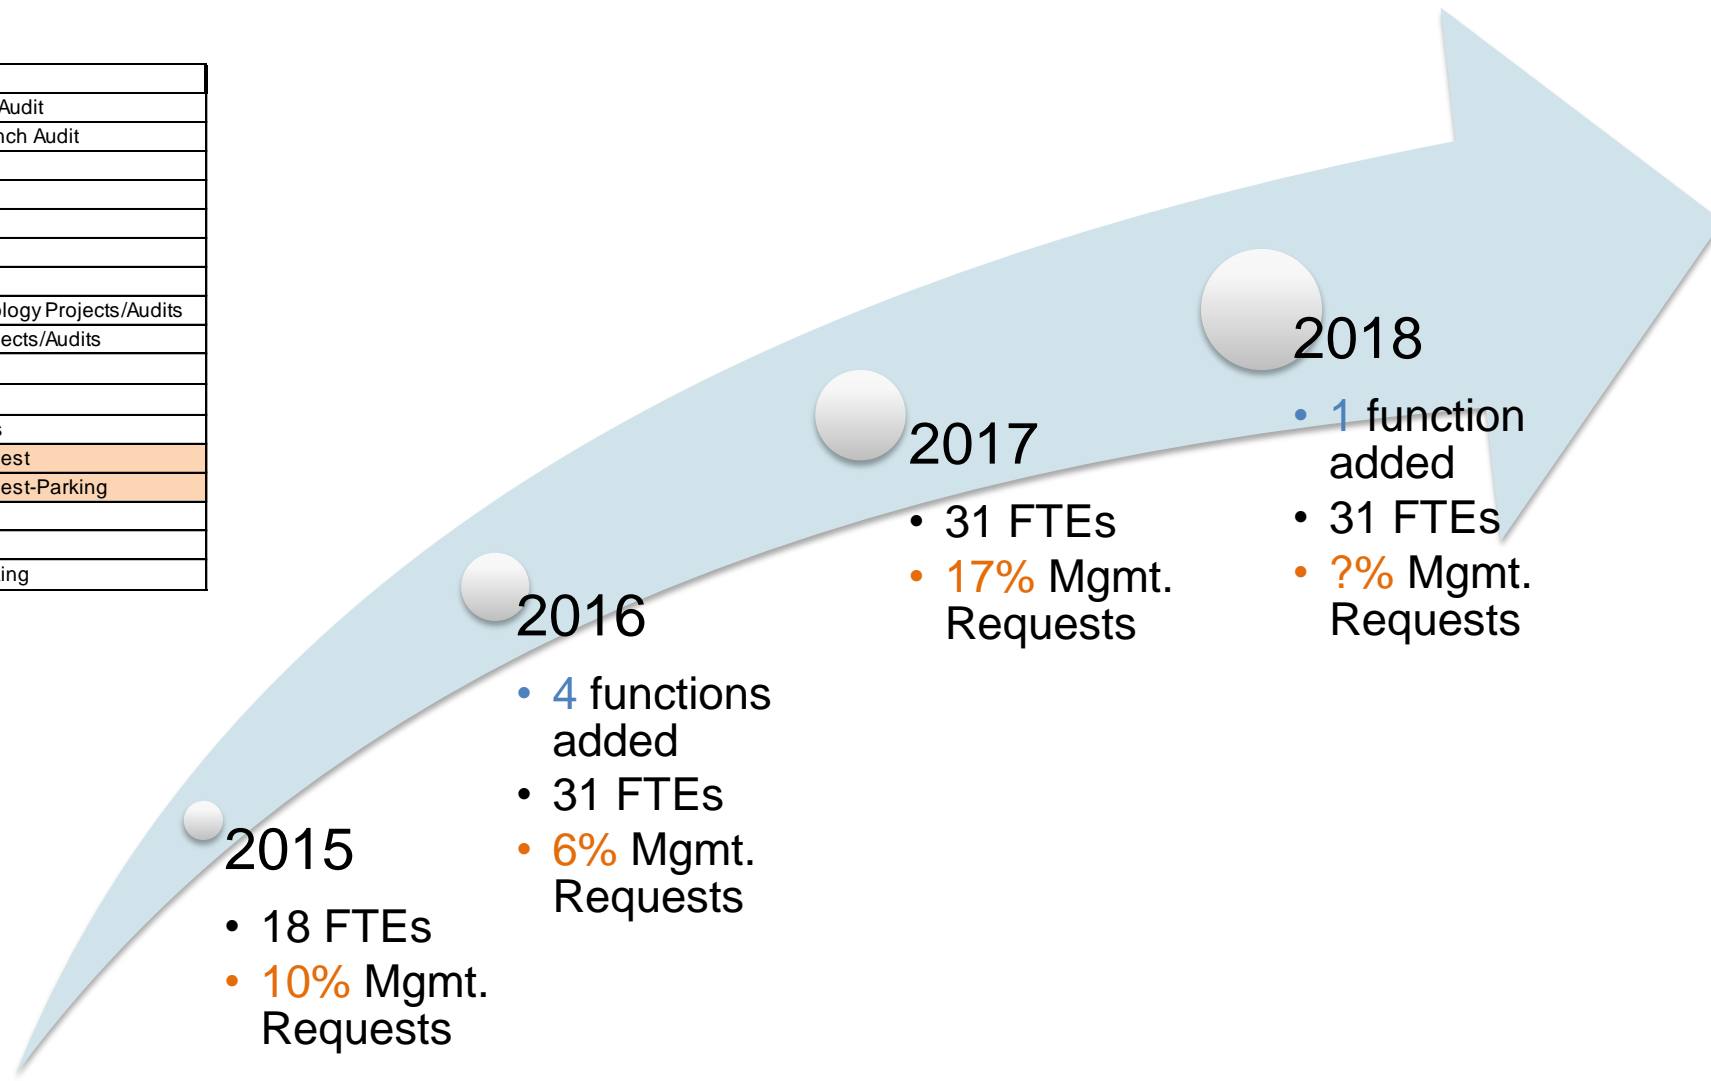 Audit
Audit
ology Projects/Audits
ects/Audits
est
est-Parking
2015
• 18 FTEs
• 10% Mgmt.
Requests
2016
• 4 functions
added
• 31 FTEs
• 6% Mgmt.
Requests
2017
• 31 FTEs
• 17% Mgmt.
Requests
2018
• 1 function
added
• 31 FTEs
• ?% Mgmt.
Requests